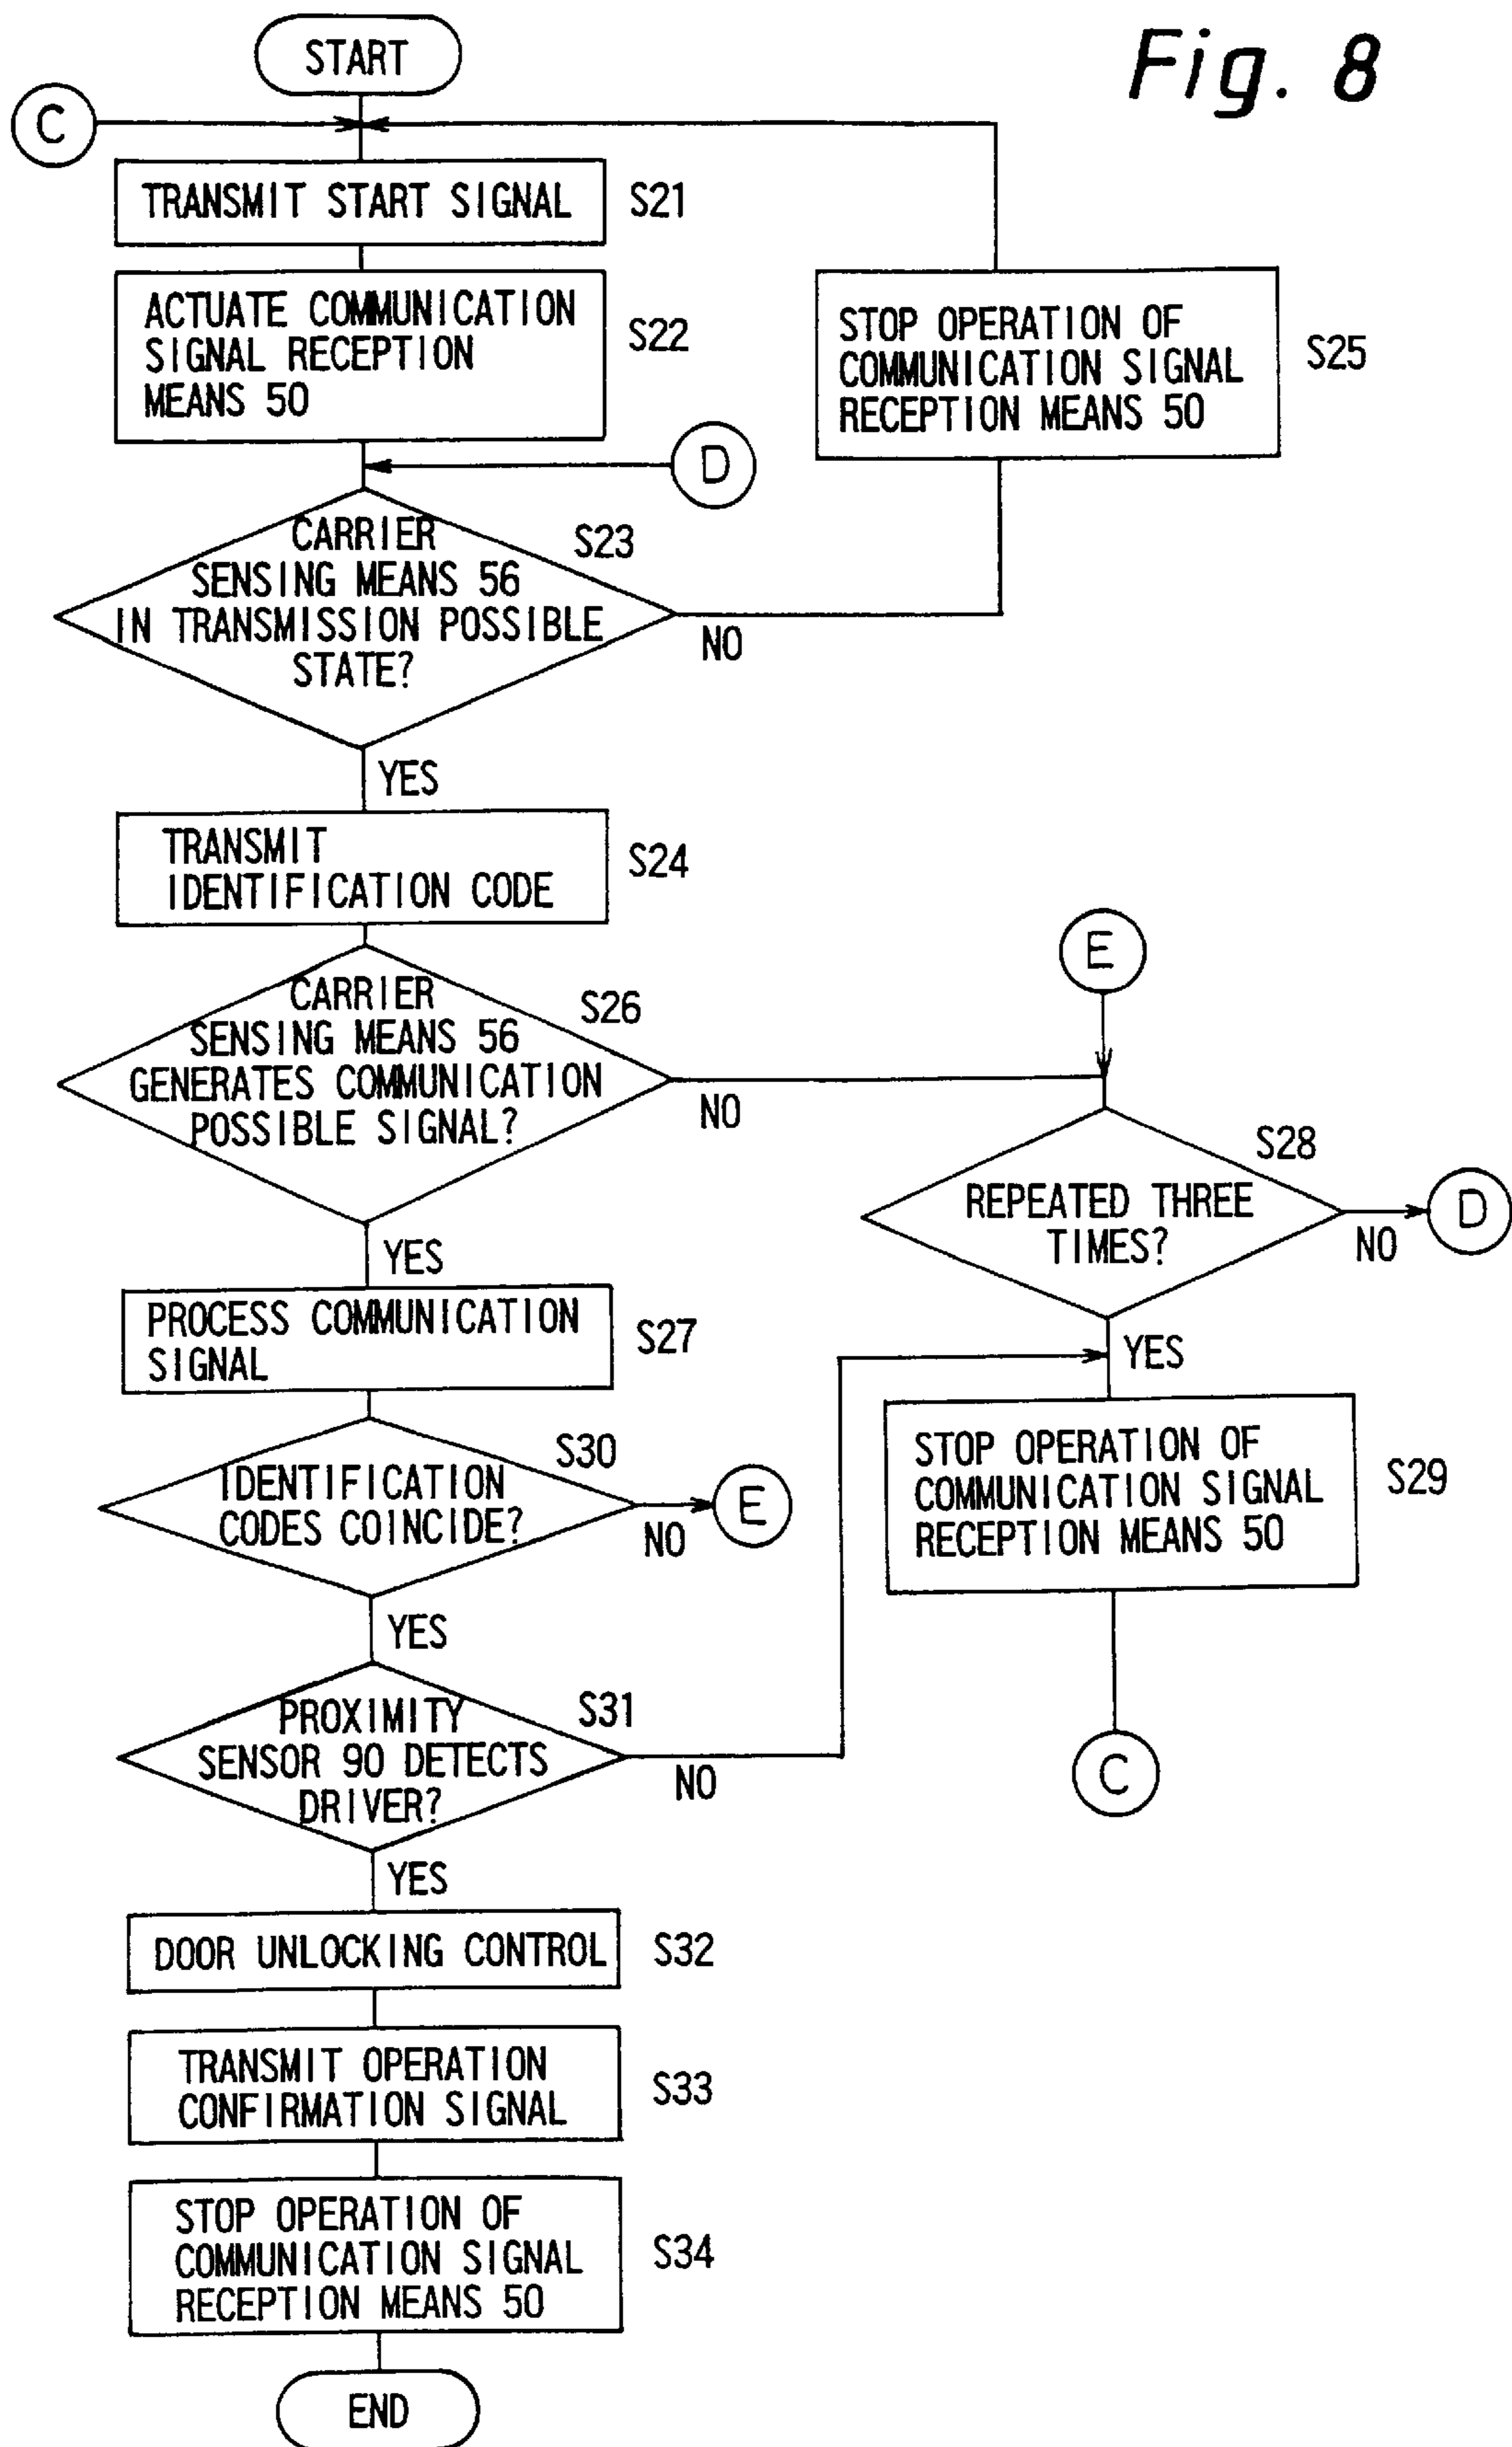 Fig. 8
START
C
TRANSMIT START SIGNAL
S21
ACTUATE COMMUNICATION
SIGNAL RECEPTION
MEANS 50
S22
STOP OPERATION OF
COMMUNICATION SIGNAL
RECEPTION MEANS 50
S25
D
CARRIER
SENSING MEANS 56
IN TRANSMISSION POSSIBLE
STATE?
S23
NO
YES
TRANSMIT
IDENTIFICATION CODE
S24
E
CARRIER
SENSING MEANS 56
GENERATES COMMUNICATION
POSSIBLE SIGNAL?
S26
NO
YES
S28
REPEATED THREE
TIMES?
NO
D
YES
PROCESS COMMUNICATION
SIGNAL
S27
IDENTIFICATION
CODES COINCIDE?
S30
NO
E
YES
STOP OPERATION OF
COMMUNICATION SIGNAL
RECEPTION MEANS 50
S29
C
PROXIMITY
SENSOR 90 DETECTS
DRIVER?
S31
NO
YES
DOOR UNLOCKING CONTROL
S32
TRANSMIT OPERATION
CONFIRMATION SIGNAL
S33
STOP OPERATION OF
COMMUNICATION SIGNAL
RECEPTION MEANS 50
S34
END